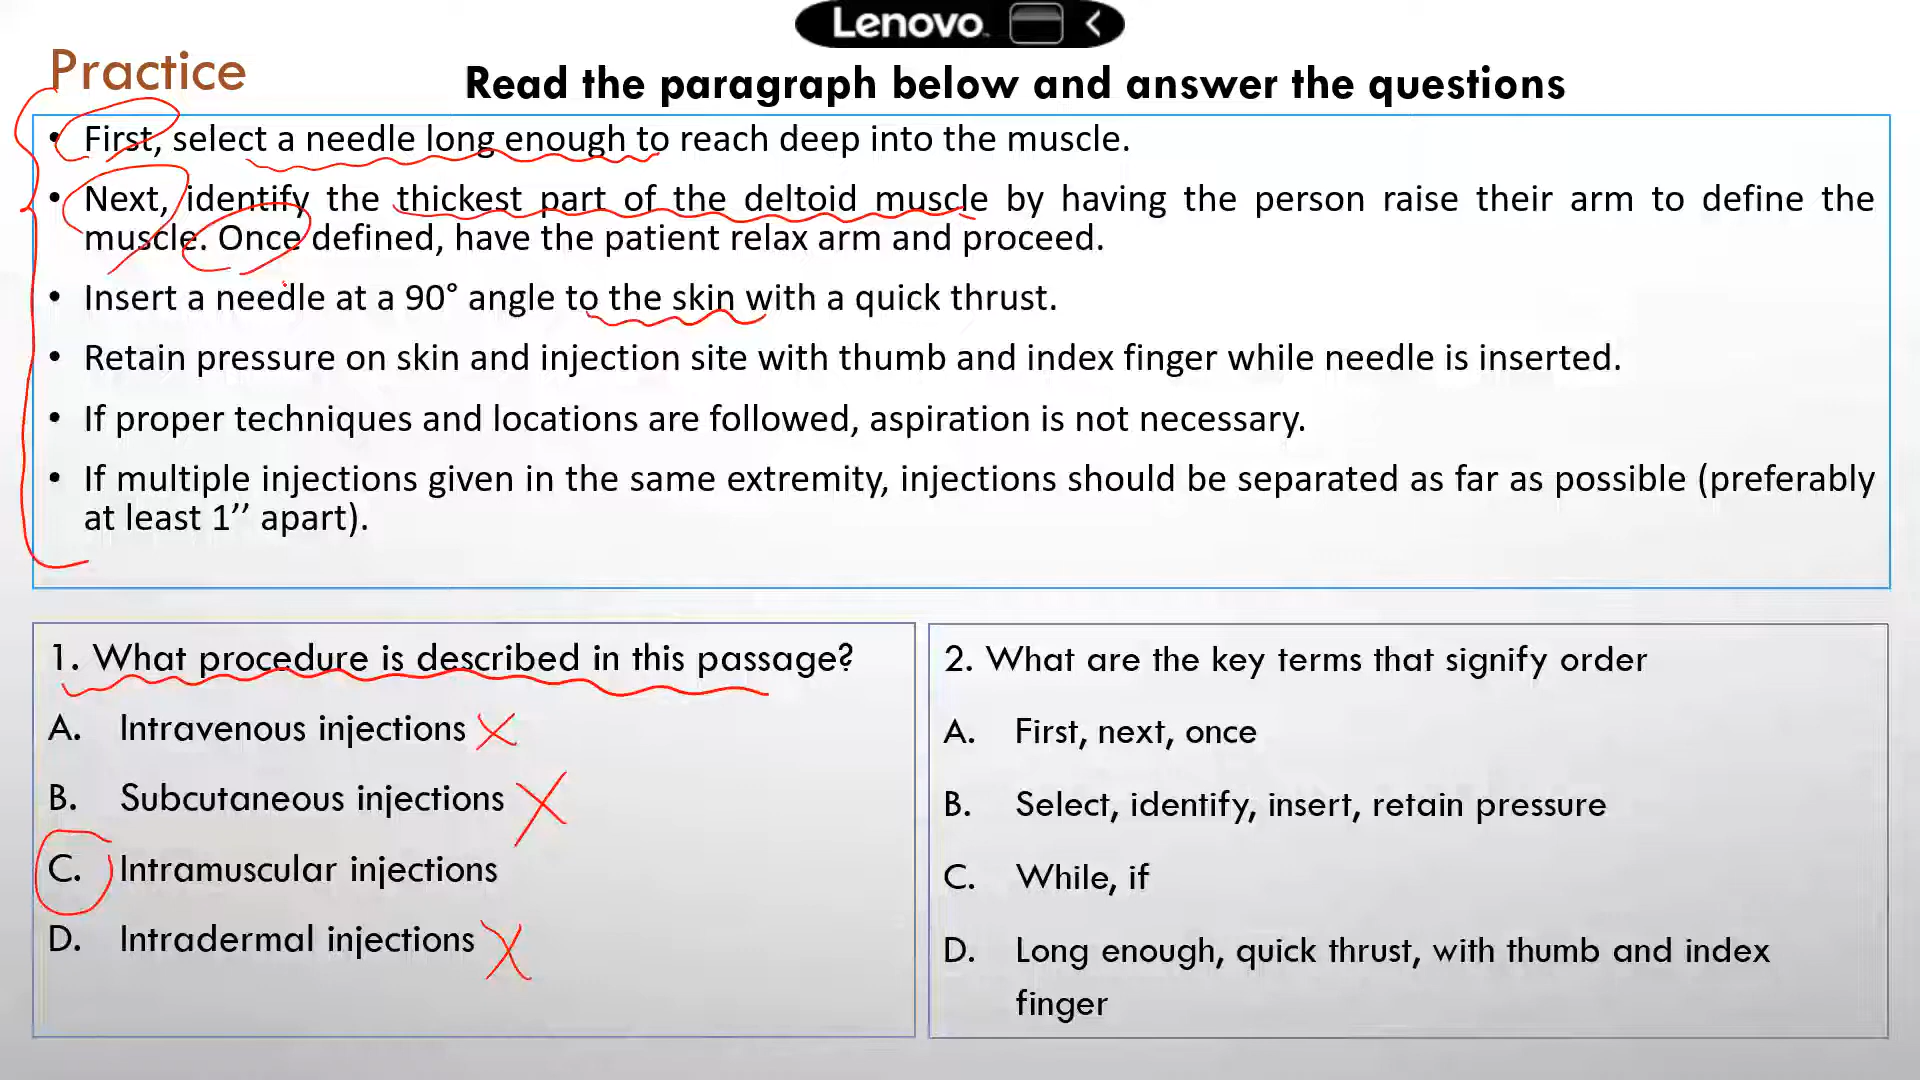 Lenovo
Practice
Read the paragraph below and answer the questions
• First, select a needle long enough to reach deep into the muscle.
• Next, identify the thickest part of the deltoid muscle by having the person raise their arm to define the
muscle. Once defined, have the patient relax arm and proceed.
• Insert a needle at a 90° angle to the skin with a quick thrust.
• Retain pressure on skin and injection site with thumb and index finger while needle is inserted.
• If proper techniques and locations are followed, aspiration is not necessary.
• If multiple injections given in the same extremity, injections should be separated as far as possible (preferably
at least 1’’ apart).
1. What procedure is described in this passage?
A. Intravenous injections
B. Subcutaneous injections
C. Intramuscular injections
D. Intradermal injections
2. What are the key terms that signify order
A. First, next, once
B. Select, identify, insert, retain pressure
C. While, if
D. Long enough, quick thrust, with thumb and index
finger